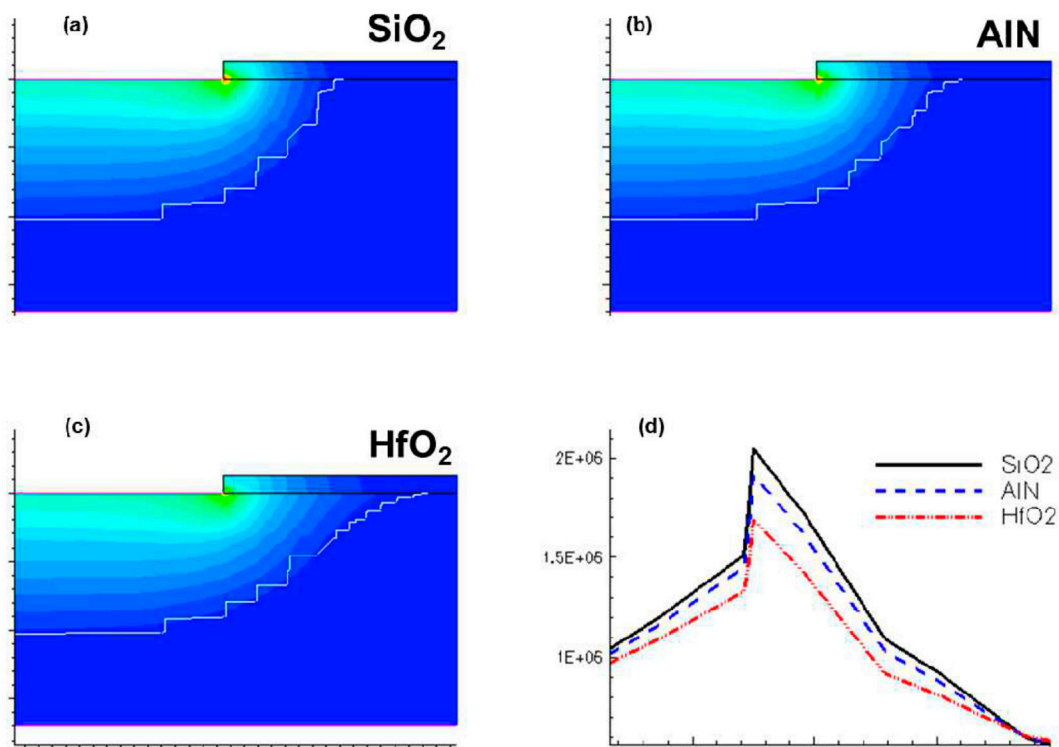 (a)
SiO2
(b)
AlN
(c)
HfO2
(d)
2E+06
1.5E+06
1E+06
SiO2
AlN
HfO2